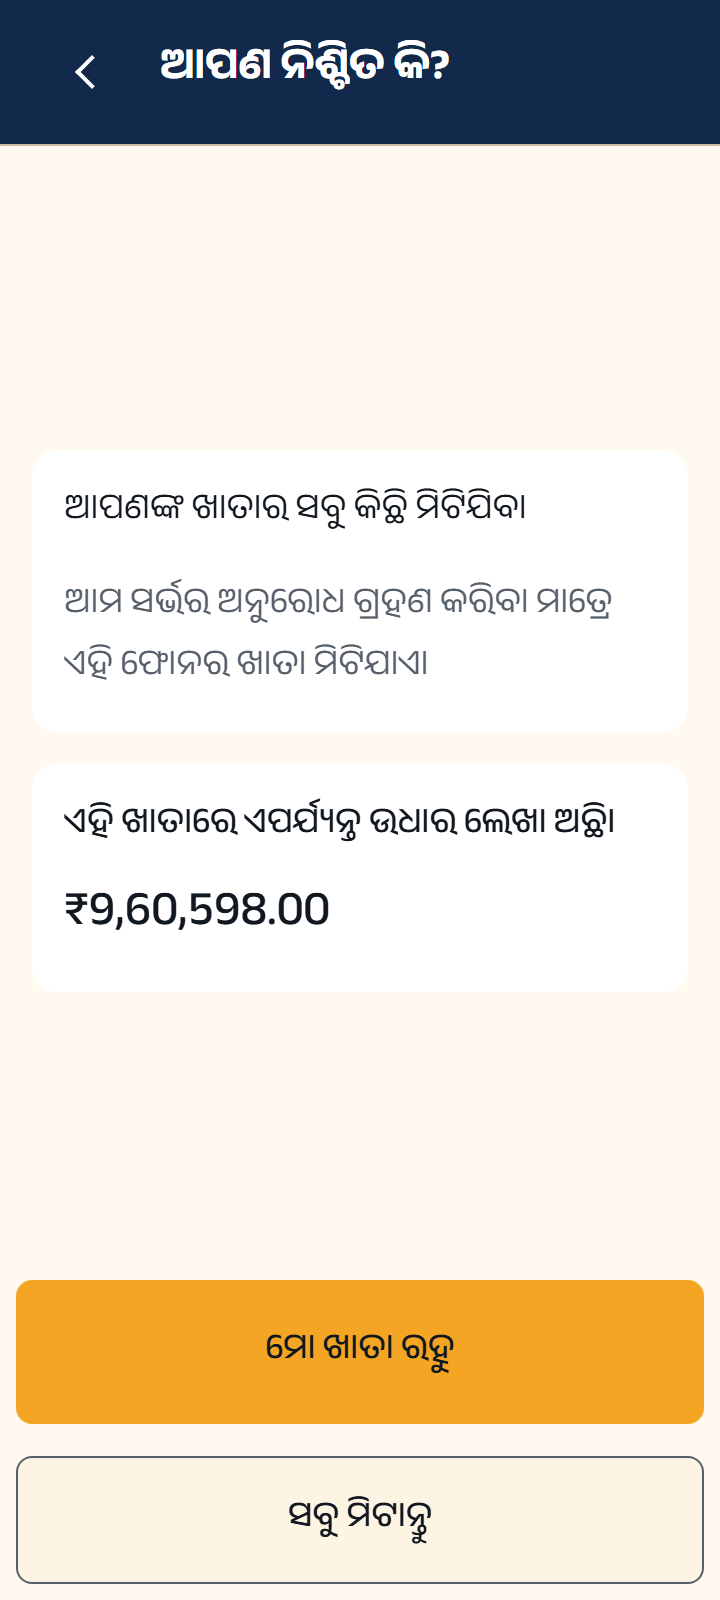 ଆପଣ ନିଶ୍ଚିତ କି?
ଆପଣଙ୍କ ଖାତାର ସବୁ କିଛି ମିଟିଯିବ।
ଆମ ସର୍ଭର ଅନୁରୋଧ ଗ୍ରହଣ କରିବା ମାତ୍ରେ
ଏହି ଫୋନର ଖାତା ମିଟିଯାଏ।
ଏହି ଖାତାରେ ଏପର୍ଯ୍ୟନ୍ତ ଉଧାର ଲେଖା ଅଛି।
₹9,60,598.00
ମୋ ଖାତା ରହୁ
ସବୁ ମିଟାନ୍ତୁ